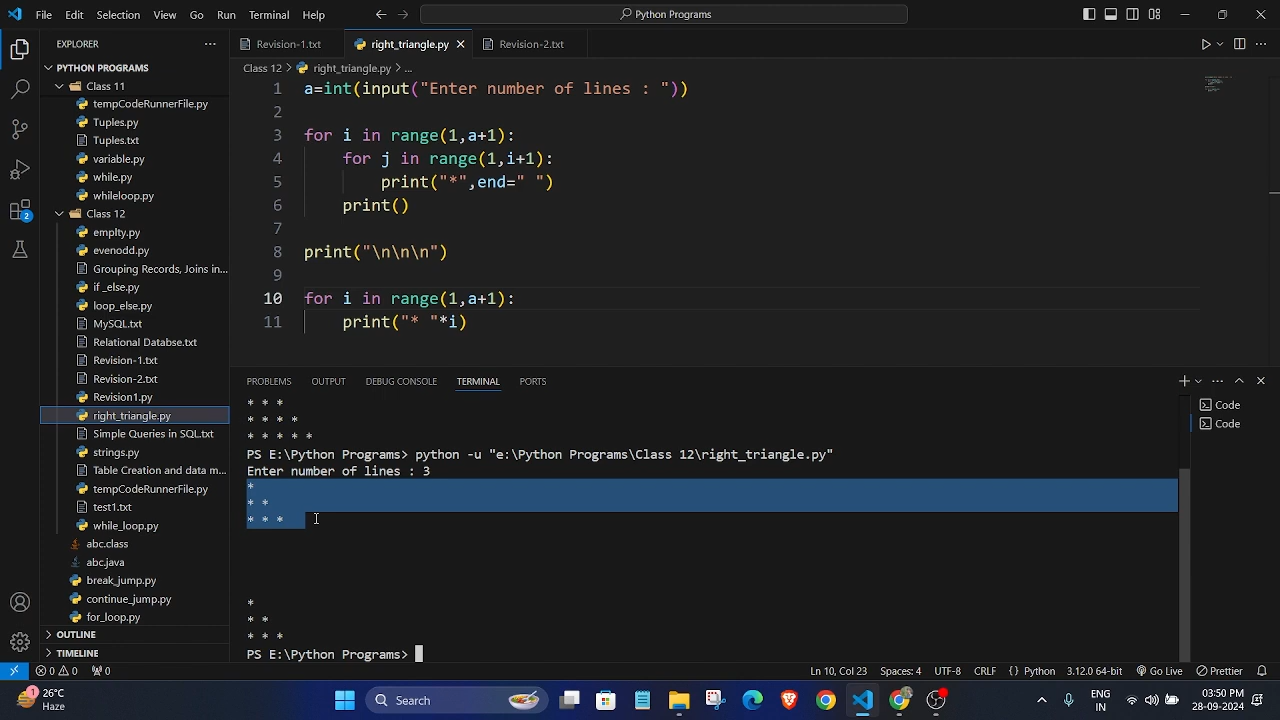 File Edit Selection View Go Run Terminal Help
Python Programs
EXPLORER
PYTHON PROGRAMS
Class 11
tempCodeRunnerFile.py
Tuples.py
Tuples.txt
variable.py
while.py
whileloop.py
Class 12
emplty.py
evenodd.py
Grouping Records, Joins in...
if _else.py
loop_else.py
MySQL.txt
Relational Databse.txt
Revision-1.txt
Revision-2.txt
Revision1.py
right_triangle.py
Simple Queries in SQL.txt
strings.py
Table Creation and data m...
tempCodeRunnerFile.py
test1.txt
while_loop.py
abc.class
abc.java
break_jump.py
continue_jump.py
for_loop.py
OUTLINE
TIMELINE
2
Revision-1.txt right_triangle.py Revision-2.txt
Class 12 > right_triangle.py > ...
1 a=int(input("Enter number of lines : "))
2
3 for i in range(1,a+1):
4     for j in range(1,i+1):
5         print("*",end=" ")
6     print()
7
8 print("\n\n\n")
9
10 for i in range(1,a+1):
11     print("* "*i)
PROBLEMS OUTPUT DEBUG CONSOLE TERMINAL PORTS
Code
Code
* * *
* * * *
* * * * *
PS E:\Python Programs> python -u "e:\Python Programs\Class 12\right_triangle.py"
Enter number of lines : 3
*
* *
* * *
*
* *
* * *
PS E:\Python Programs>
0 0 0 Ln 10, Col 23 Spaces: 4 UTF-8 CRLF {} Python 3.12.0 64-bit Go Live Prettier
1 26°C
Haze
Search
ENG
IN
03:50 PM
28-09-2024